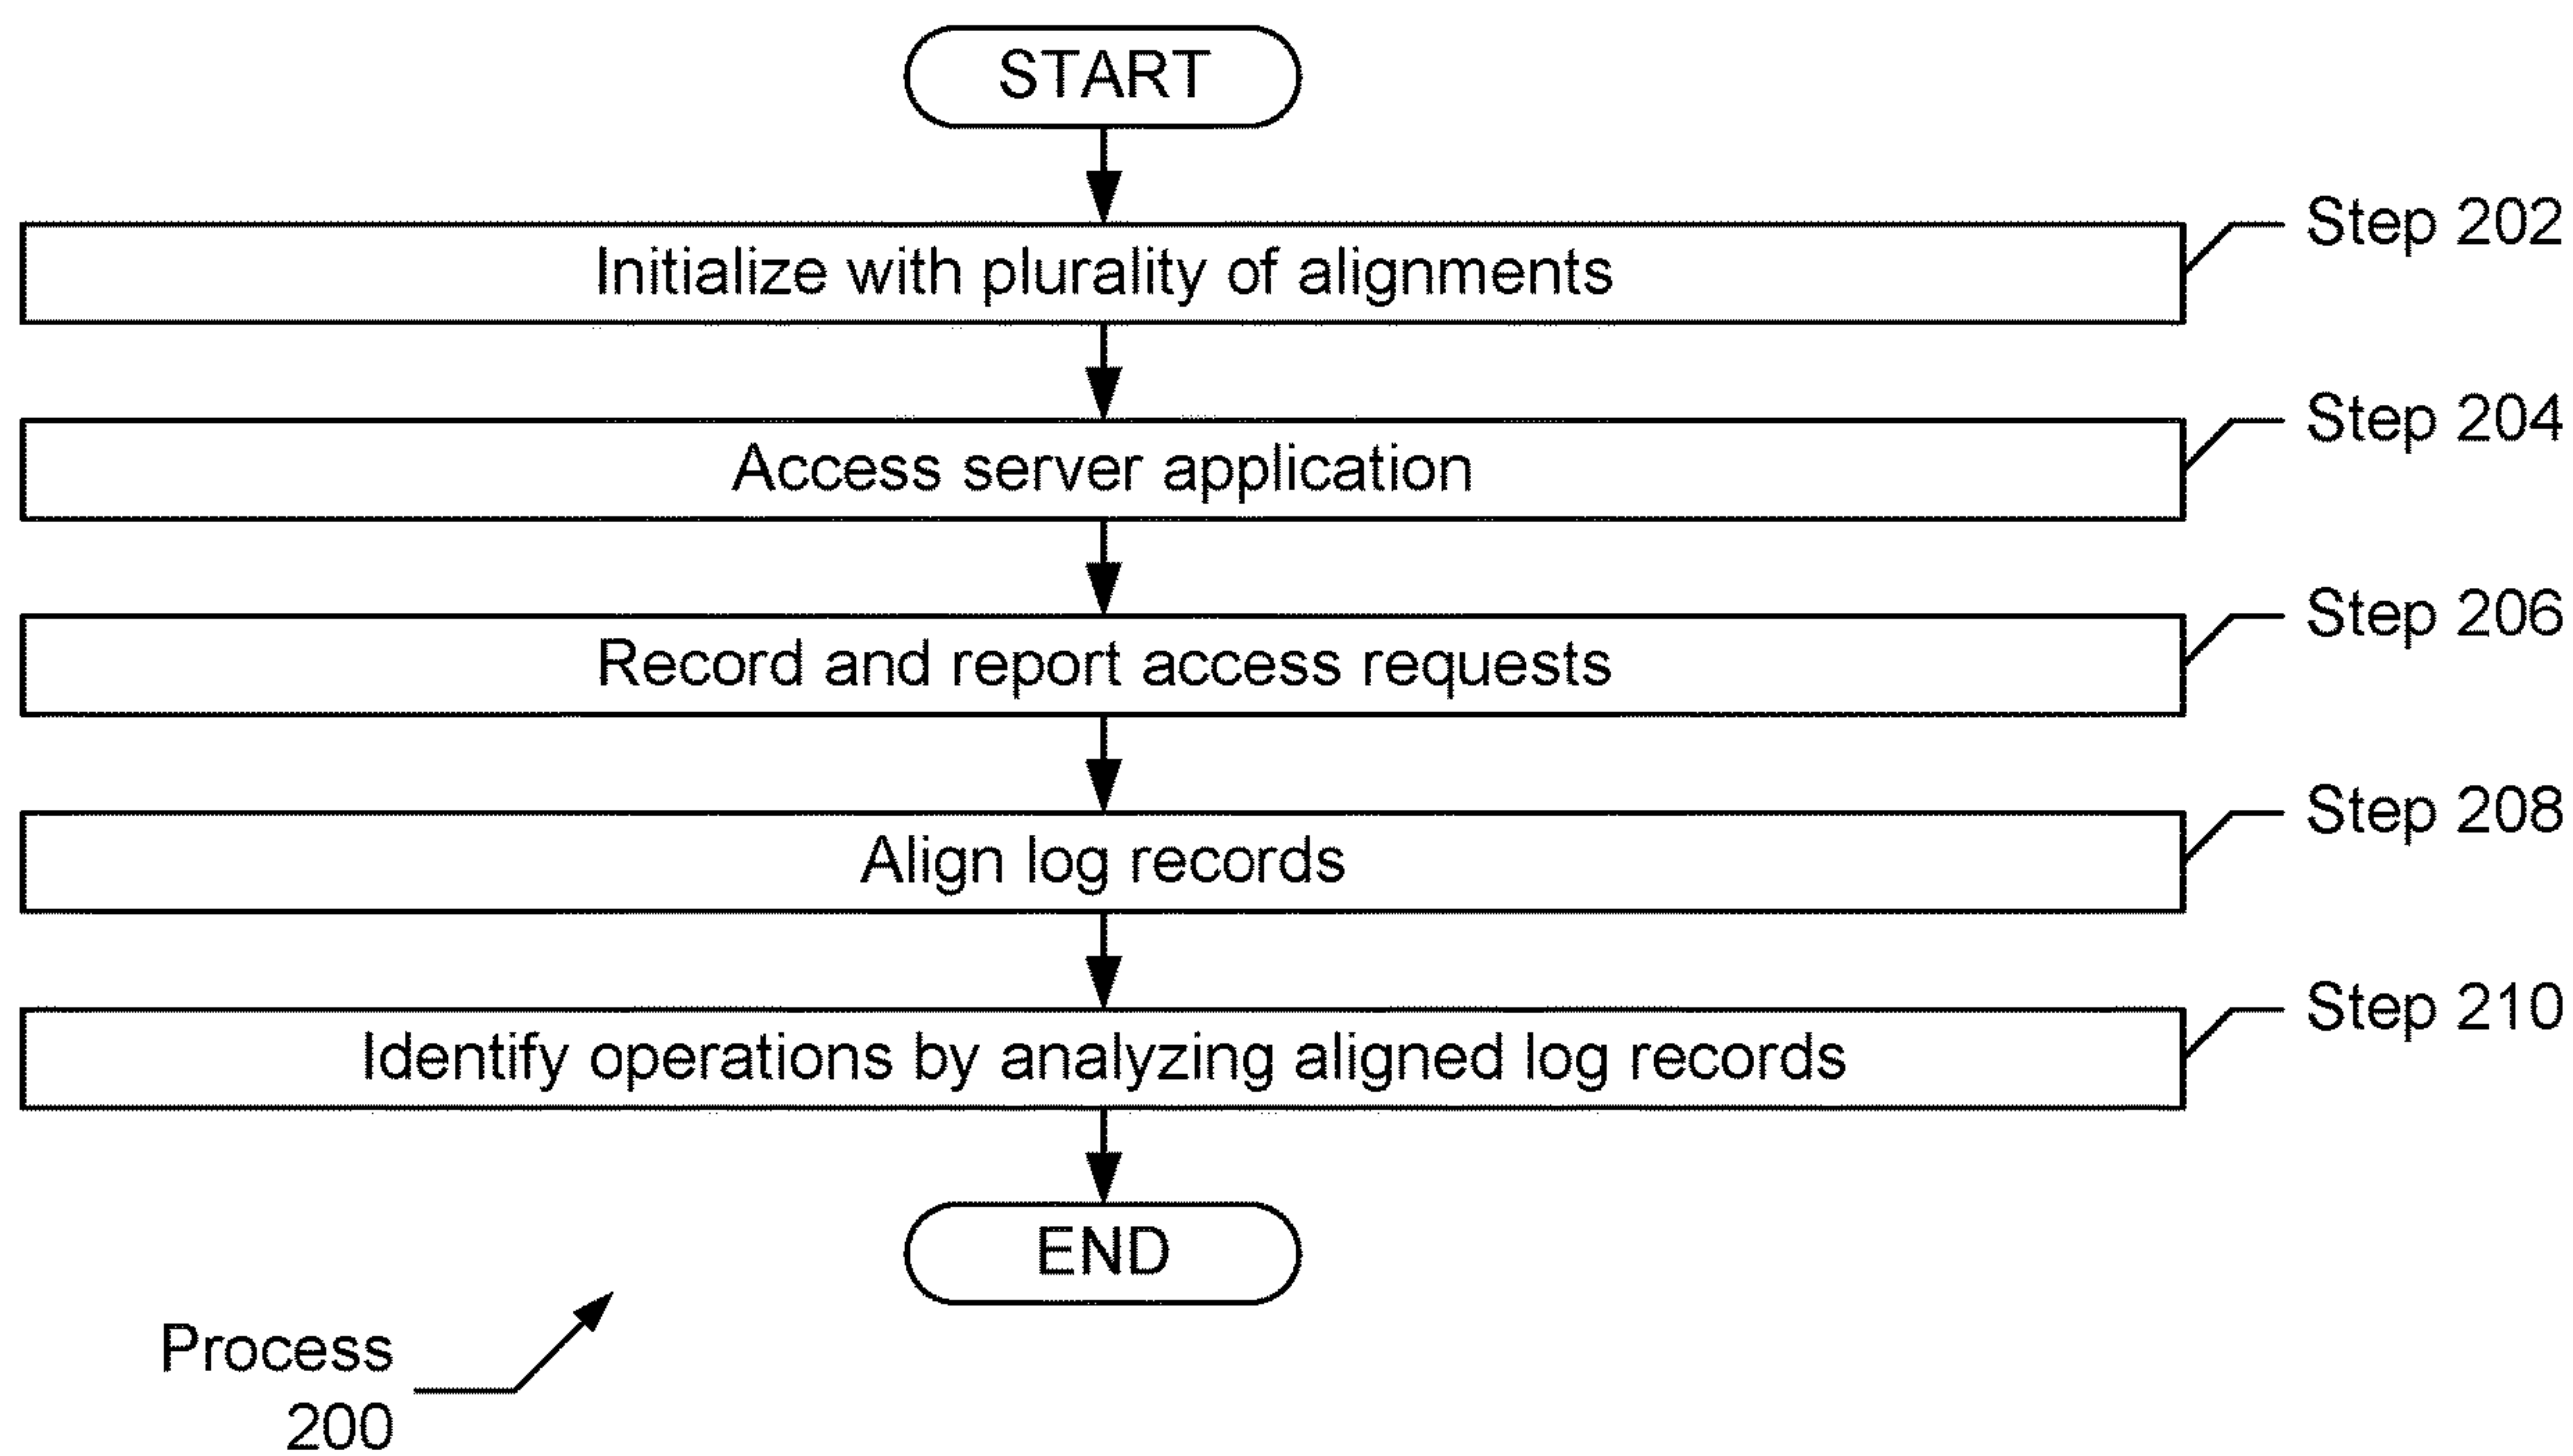 START
Step 202
Initialize with plurality of alignments
Step 204
Access server application
Step 206
Record and report access requests
Step 208
Align log records
Step 210
Identify operations by analyzing aligned log records
END
Process
200